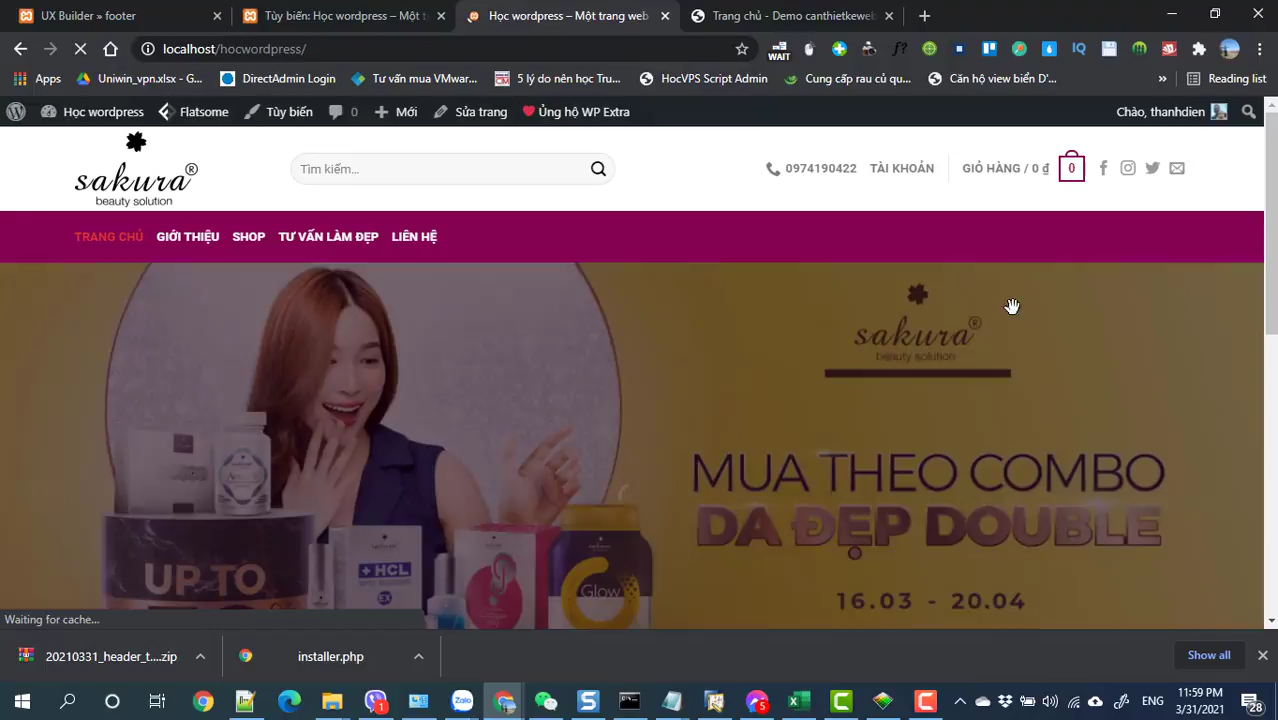 UX Builder » footer
Tùy biến: Học wordpress – Một t
Học wordpress – Một trang web
Trang chủ - Demo canthietkeweb
localhost/hocwordpress/
WAIT
Apps
Uniwin_vpn.xlsx - G...
DirectAdmin Login
Tư vấn mua VMwar...
5 lý do nên học Tru...
HocVPS Script Admin
Cung cấp rau củ qu...
Căn hộ view biển D'...
»
Reading list
Học wordpress
Flatsome
Tùy biến
0
Mới
Sửa trang
Ủng hộ WP Extra
Chào, thanhdien
sakura®
beauty solution
Tìm kiếm...
0974190422
TÀI KHOẢN
GIỎ HÀNG / 0 ₫
0
TRANG CHỦ
GIỚI THIỆU
SHOP
TƯ VẤN LÀM ĐẸP
LIÊN HỆ
sakura®
beauty solution
MUA THEO COMBO
DA ĐẸP DOUBLE
16.03 - 20.04
UP TO
+ HCL
EX
Glow
Waiting for cache...
20210331_header_t....zip
installer.php
Show all
1
5
ENG
11:59 PM
3/31/2021
28